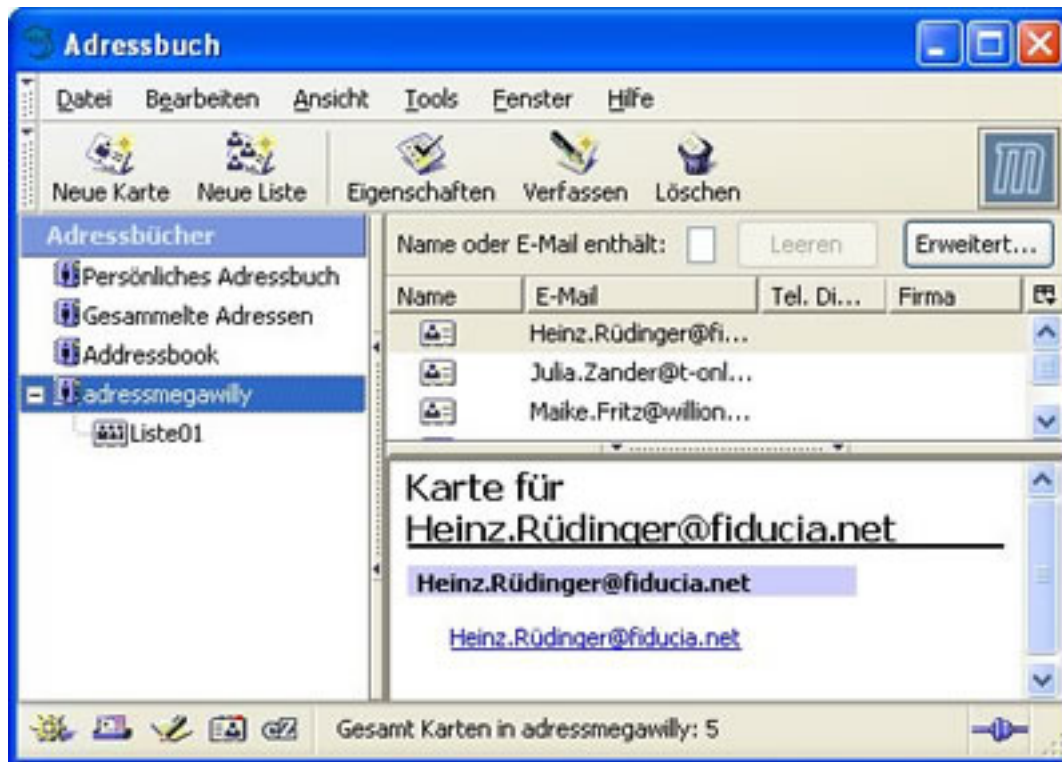 Adressbuch
Datei Bearbeiten Ansicht Tools Fenster Hilfe
Neue Karte Neue Liste Eigenschaften Verfassen Löschen
Adressbücher
Persönliches Adressbuch
Gesammelte Adressen
Addressbook
adressmegawilly
Liste01
Name oder E-Mail enthält: Leeren Erweitert...
Name E-Mail Tel. Di... Firma
Heinz.Rüdinger@fi...
Julia.Zander@t-onl...
Maike.Fritz@willion...
Karte für
Heinz.Rüdinger@fiducia.net
Heinz.Rüdinger@fiducia.net
Heinz.Rüdinger@fiducia.net
Gesamt Karten in adressmegawilly: 5